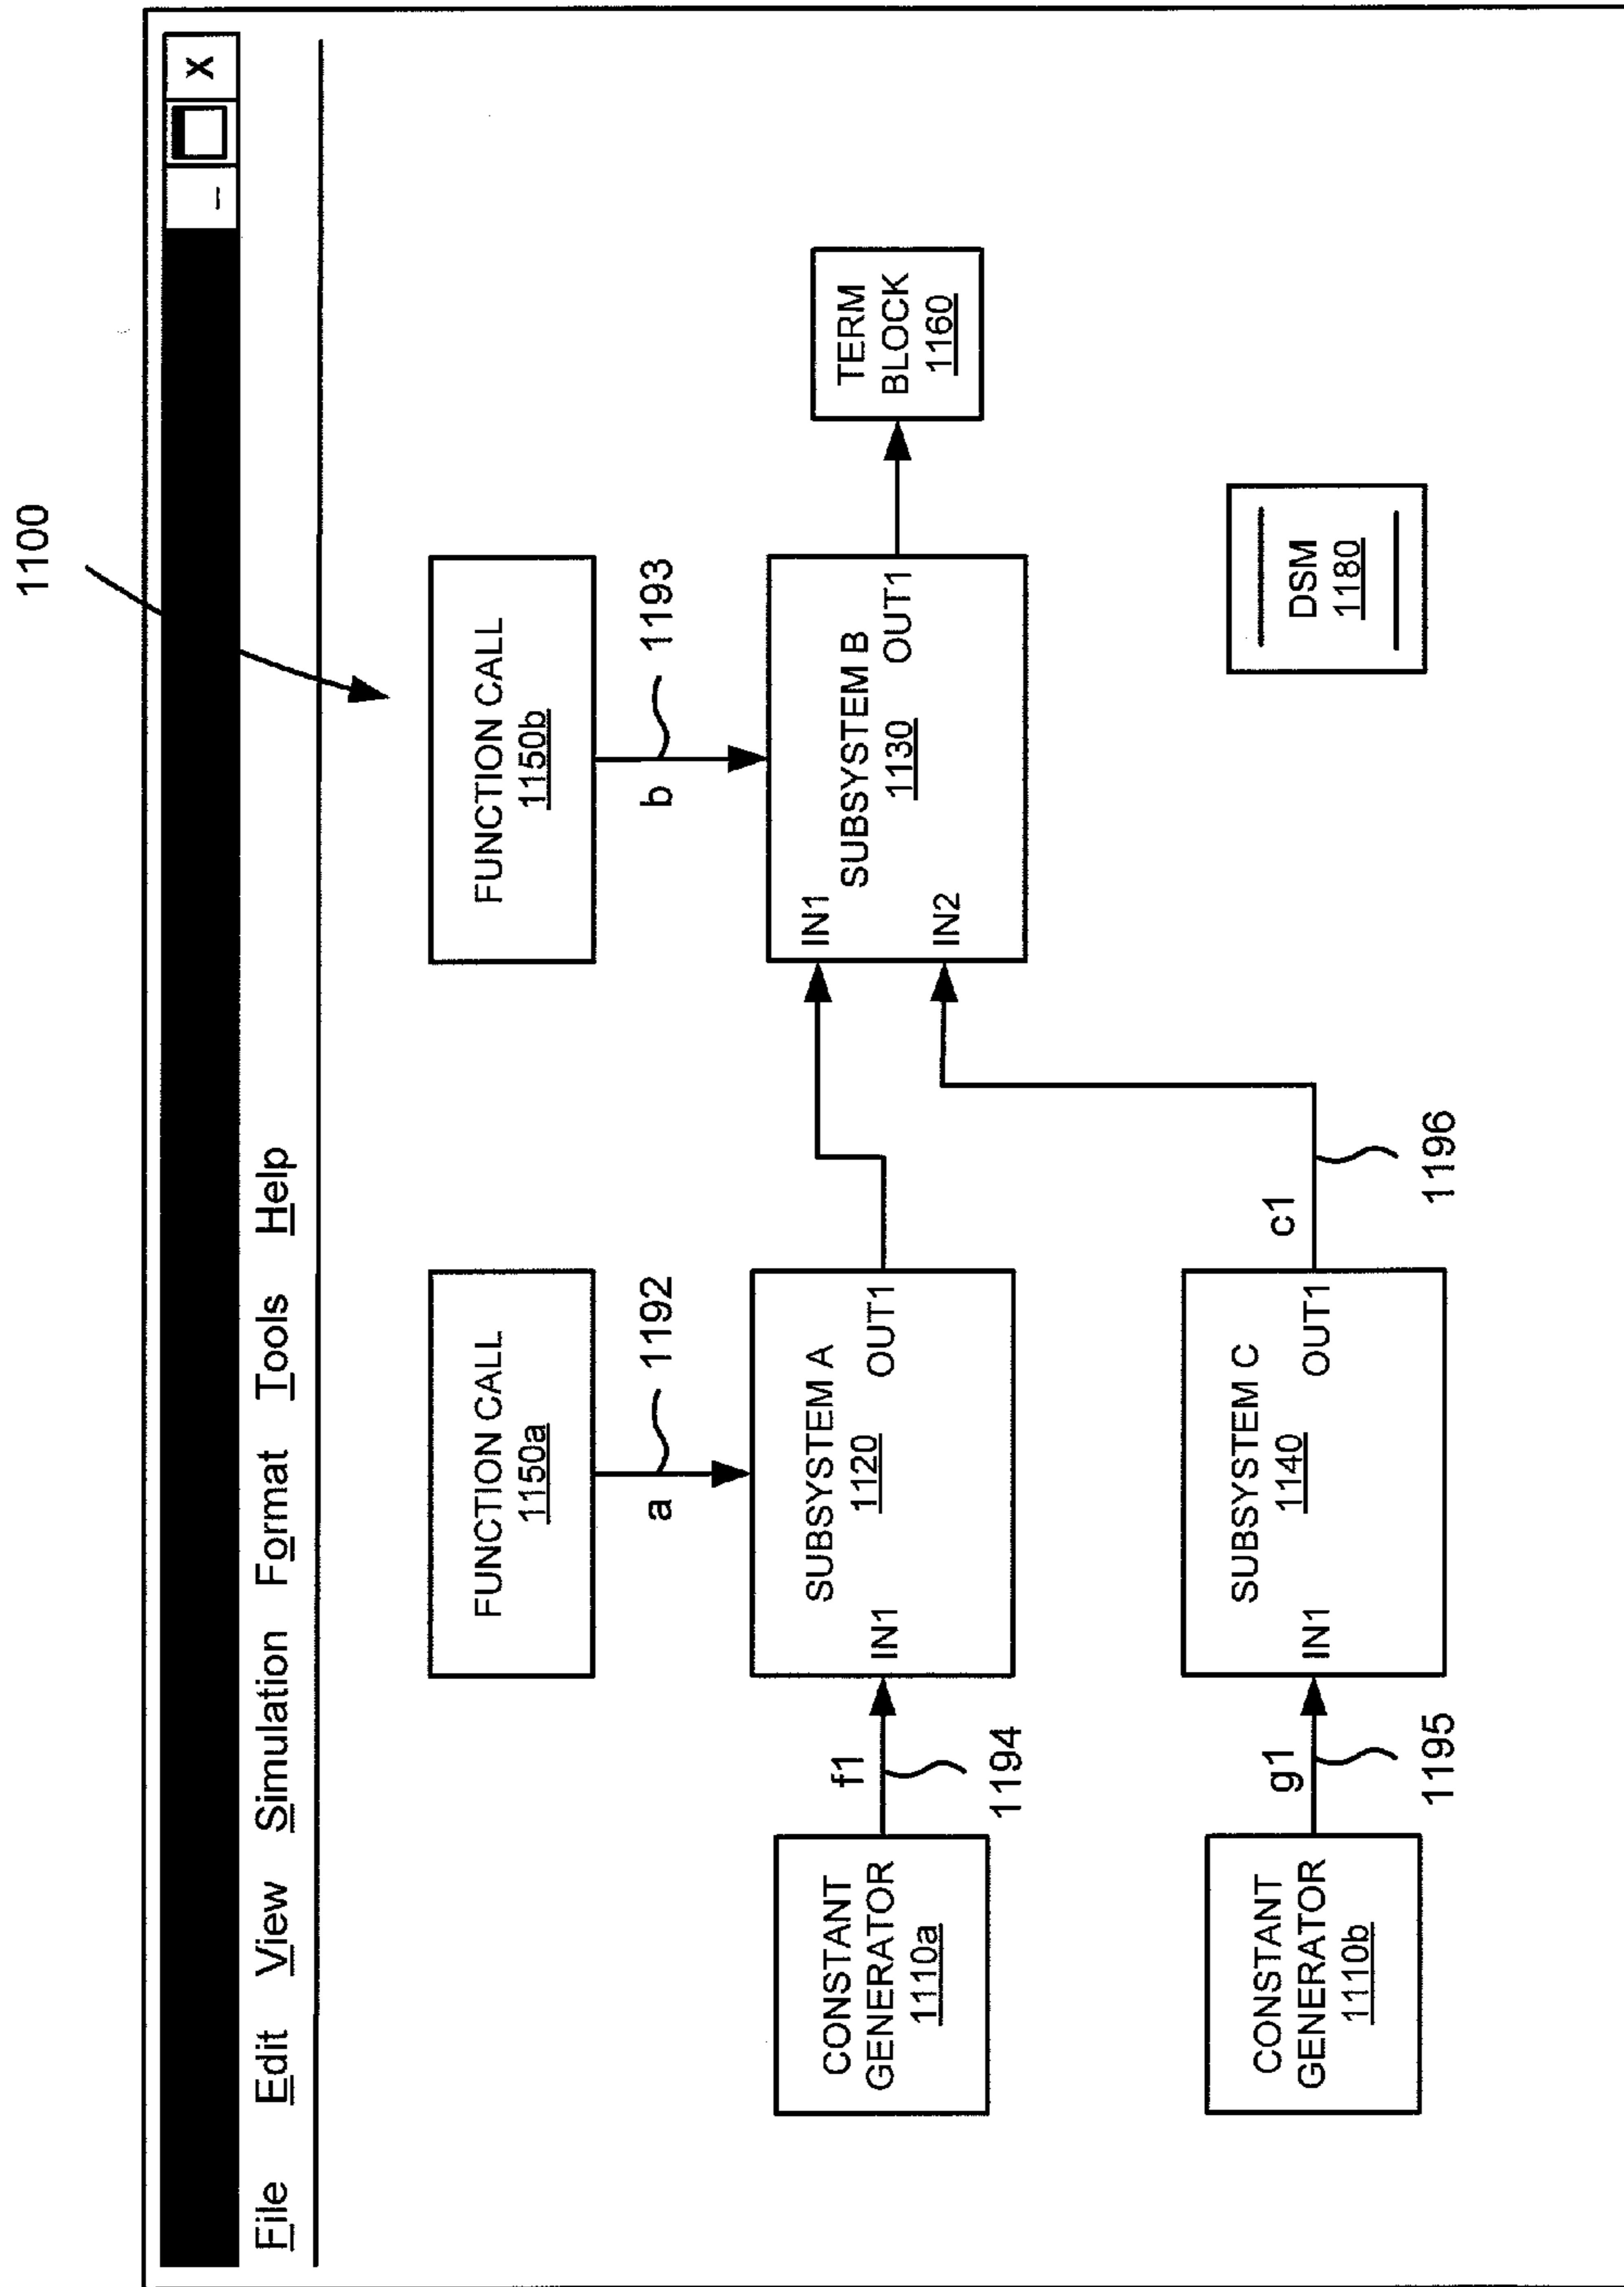 1100
– X
File Edit View Simulation Format Tools Help
FUNCTION CALL
1150a
FUNCTION CALL
1150b
a
1192
b
1193
CONSTANT
GENERATOR
1110a
f1
1194
SUBSYSTEM A
1120
IN1
OUT1
IN1
SUBSYSTEM B
1130
OUT1
IN2
TERM
BLOCK
1160
CONSTANT
GENERATOR
1110b
g1
1195
SUBSYSTEM C
1140
IN1
OUT1
c1
1196
DSM
1180